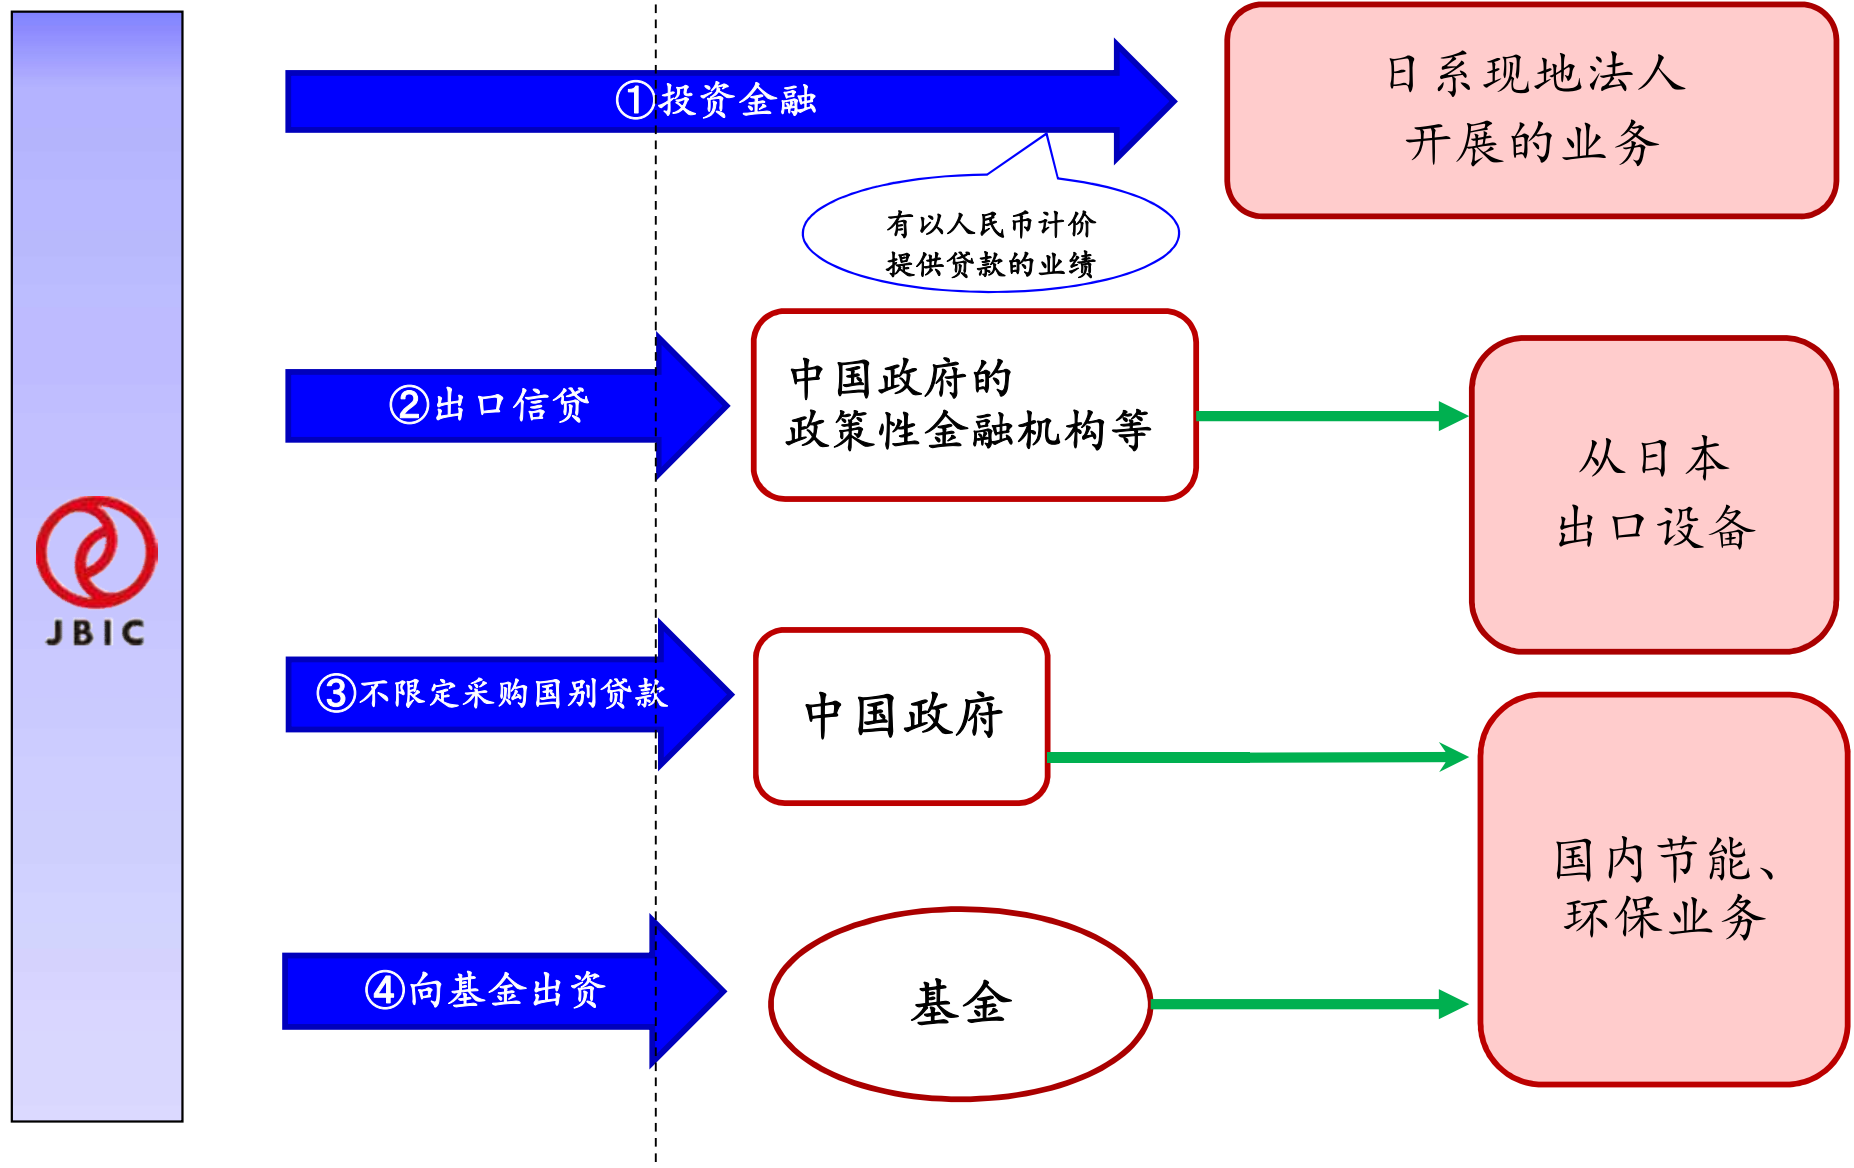 ①投资金融
日系现地法人
开展的业务
有以人民币计价
提供贷款的业绩
②出口信贷
中国政府的
政策性金融机构等
从日本
出口设备
JBIC
③不限定采购国别贷款
中国政府
国内节能、
环保业务
④向基金出资
基金